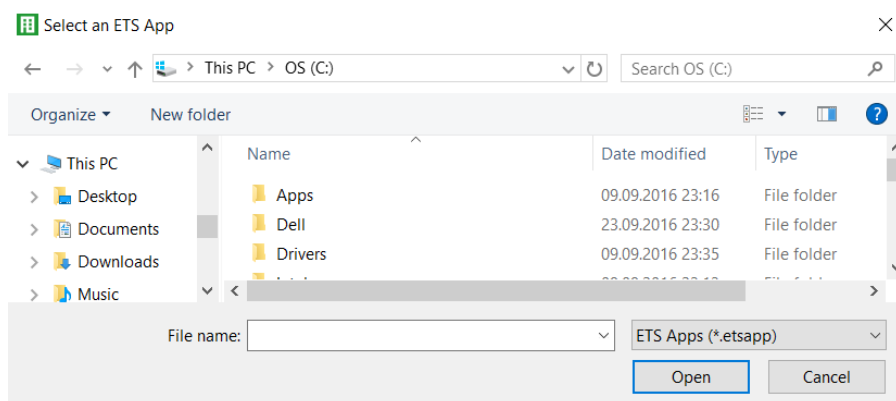 Select an ETS App
This PC > OS (C:)
Search OS (C:)
Organize
New folder
Name
Date modified
Type
This PC
Desktop
Documents
Downloads
Music
Apps
09.09.2016 23:16
File folder
Dell
23.09.2016 23:30
File folder
Drivers
09.09.2016 23:35
File folder
File name:
ETS Apps (*.etsapp)
Open
Cancel